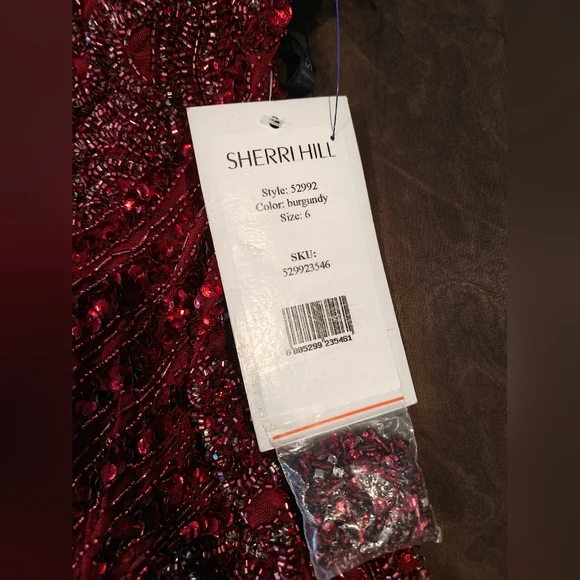 SHERRI HILL
Style: 52992
Color: burgundy
Size: 6
SKU:
529923546
0 885299 235461